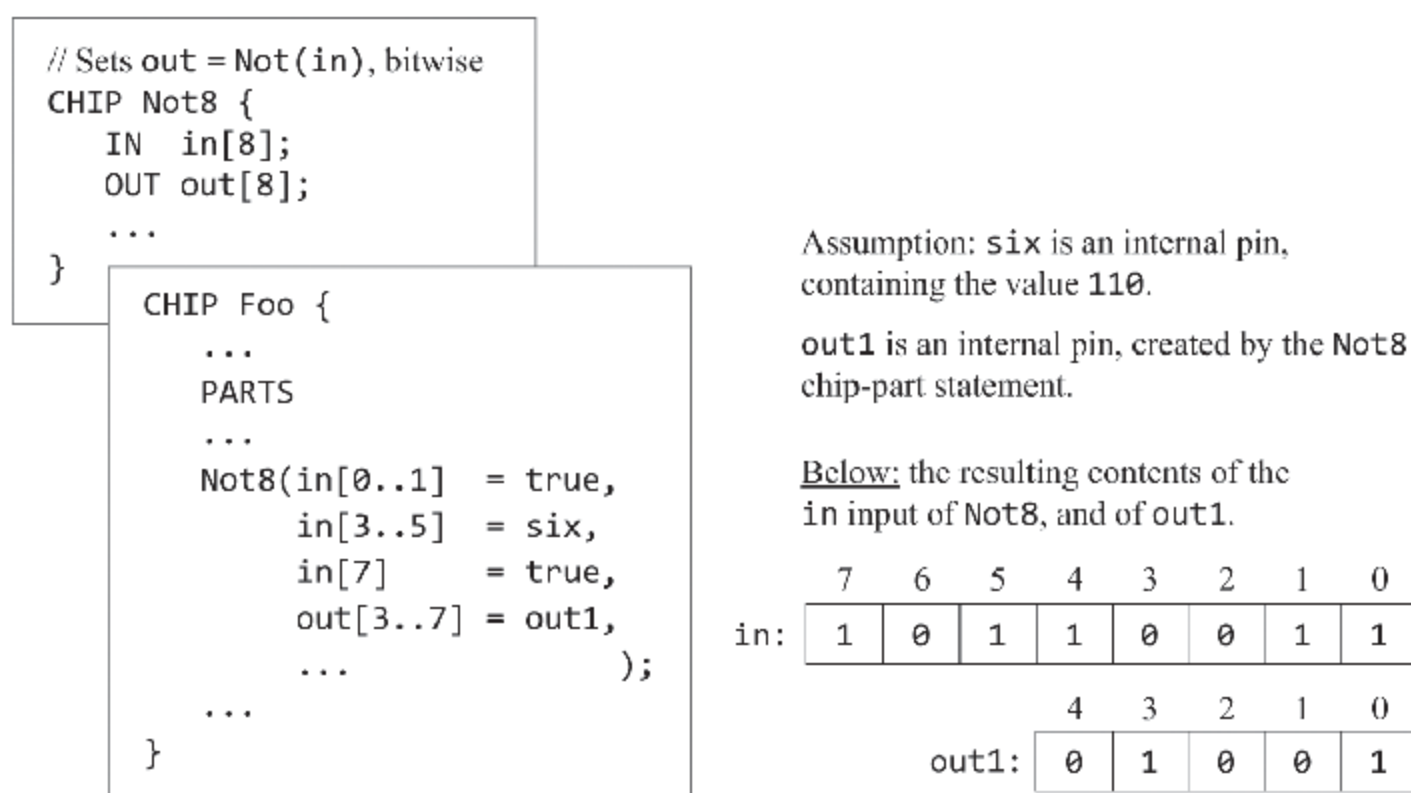 // Sets out = Not(in), bitwise
CHIP Not8 {
IN in[8];
OUT out[8];
...
}
CHIP Foo {
...
PARTS
...
Not8(in[0..1] = true,
in[3..5] = six,
in[7] = true,
out[3..7] = out1,
... );
...
}
Assumption: six is an internal pin,
containing the value 110.
out1 is an internal pin, created by the Not8
chip-part statement.
Below: the resulting contents of the
in input of Not8, and of out1.
7 6 5 4 3 2 1 0
in: 1 0 1 1 0 0 1 1
4 3 2 1 0
out1: 0 1 0 0 1